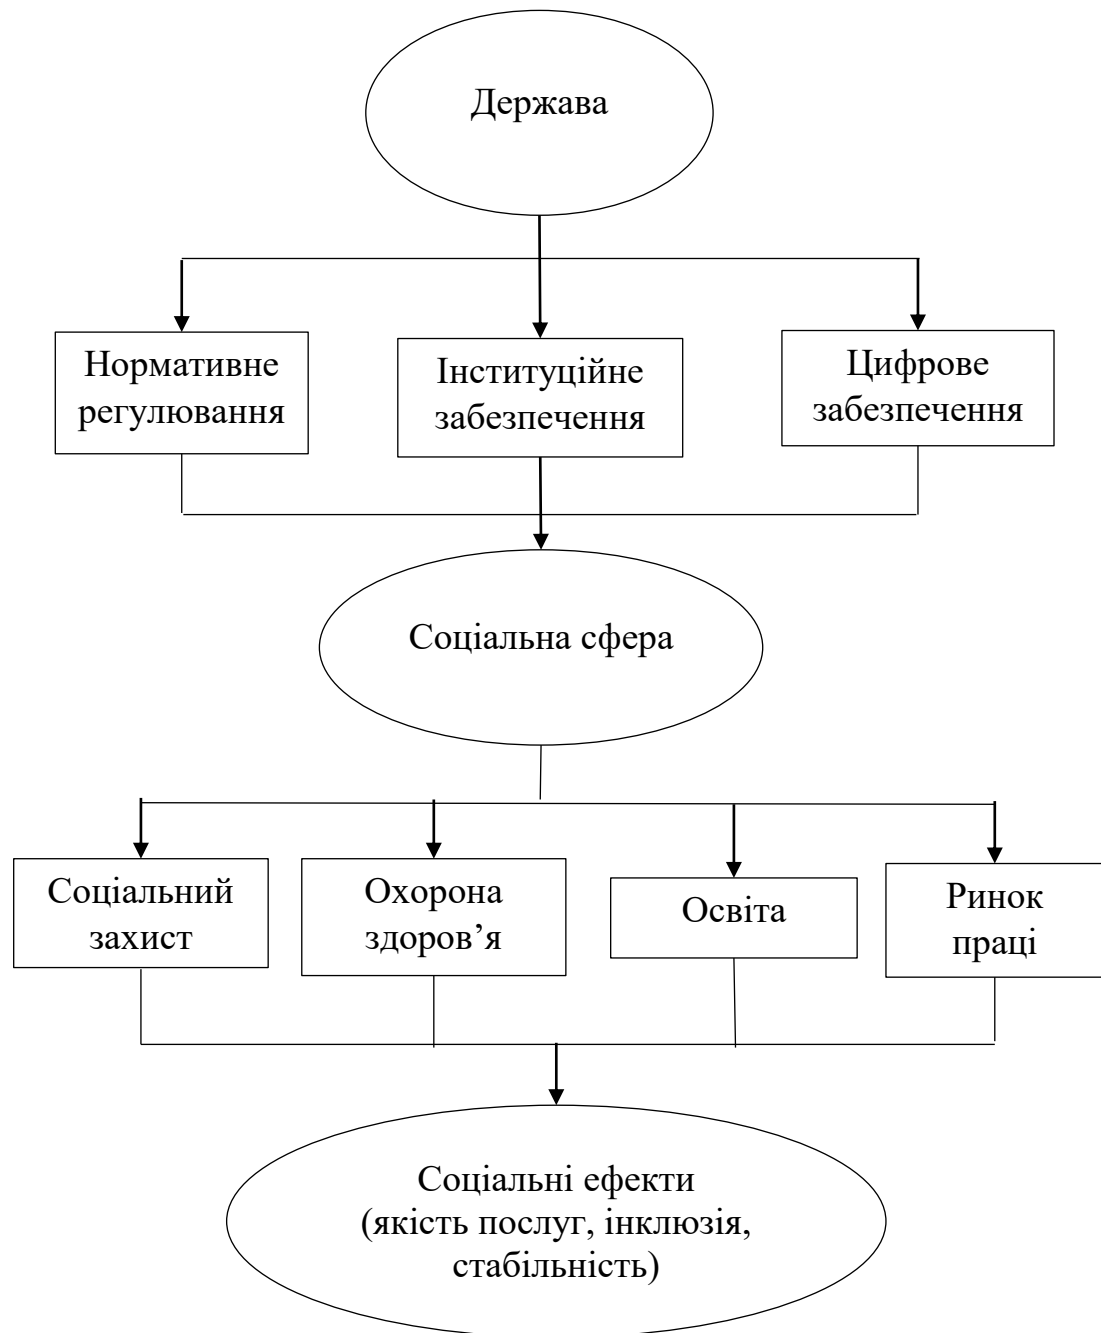 Держава
Нормативне
регулювання
Інституційне
забезпечення
Цифрове
забезпечення
Соціальна сфера
Соціальний
захист
Охорона
здоров’я
Освіта
Ринок
праці
Соціальні ефекти
(якість послуг, інклюзія,
стабільність)